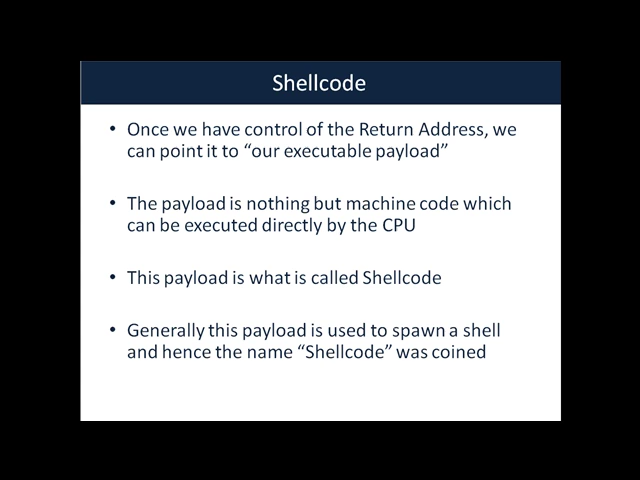 Shellcode
• Once we have control of the Return Address, we
can point it to “our executable payload”
• The payload is nothing but machine code which
can be executed directly by the CPU
• This payload is what is called Shellcode
• Generally this payload is used to spawn a shell
and hence the name “Shellcode” was coined